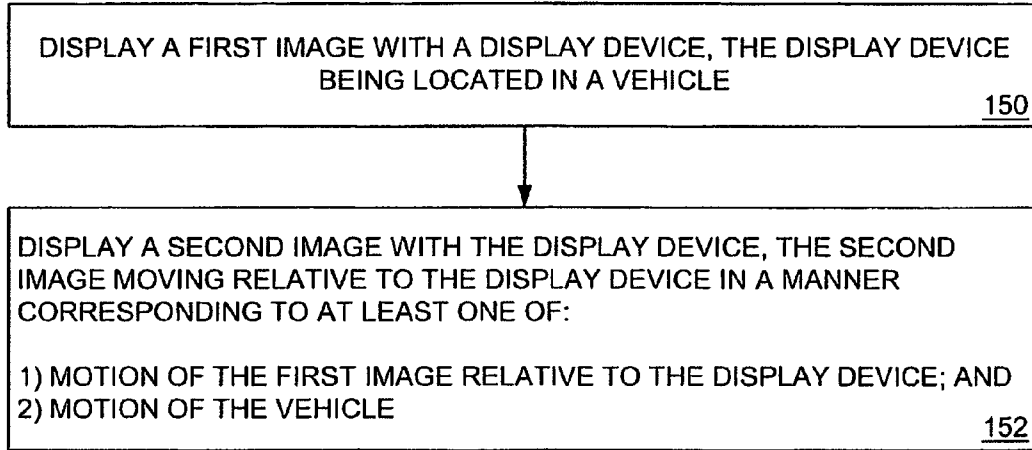 DISPLAY A FIRST IMAGE WITH A DISPLAY DEVICE, THE DISPLAY DEVICE
BEING LOCATED IN A VEHICLE
150
DISPLAY A SECOND IMAGE WITH THE DISPLAY DEVICE, THE SECOND
IMAGE MOVING RELATIVE TO THE DISPLAY DEVICE IN A MANNER
CORRESPONDING TO AT LEAST ONE OF:
1) MOTION OF THE FIRST IMAGE RELATIVE TO THE DISPLAY DEVICE; AND
2) MOTION OF THE VEHICLE
152